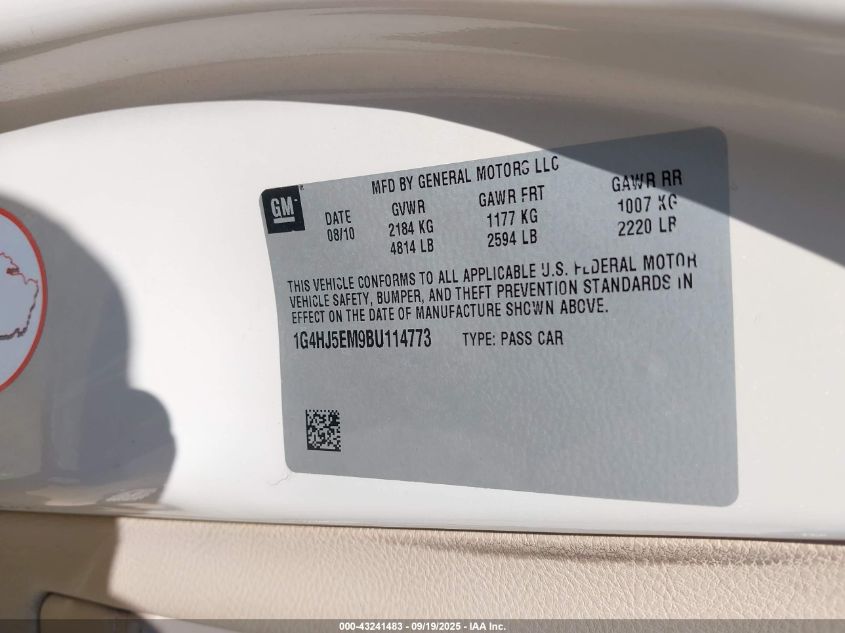 GM
MFD BY GENERAL MOTORS LLC
DATE GVWR GAWR FRT GAWR RR
08/10 2184 KG 1177 KG 1007 KG
4814 LB 2594 LB 2220 LB
THIS VEHICLE CONFORMS TO ALL APPLICABLE U.S. FEDERAL MOTOR
VEHICLE SAFETY, BUMPER, AND THEFT PREVENTION STANDARDS IN
EFFECT ON THE DATE OF MANUFACTURE SHOWN ABOVE.
1G4HJ5EM9BU114773 TYPE: PASS CAR
000-43241483 - 09/19/2025 - IAA Inc.